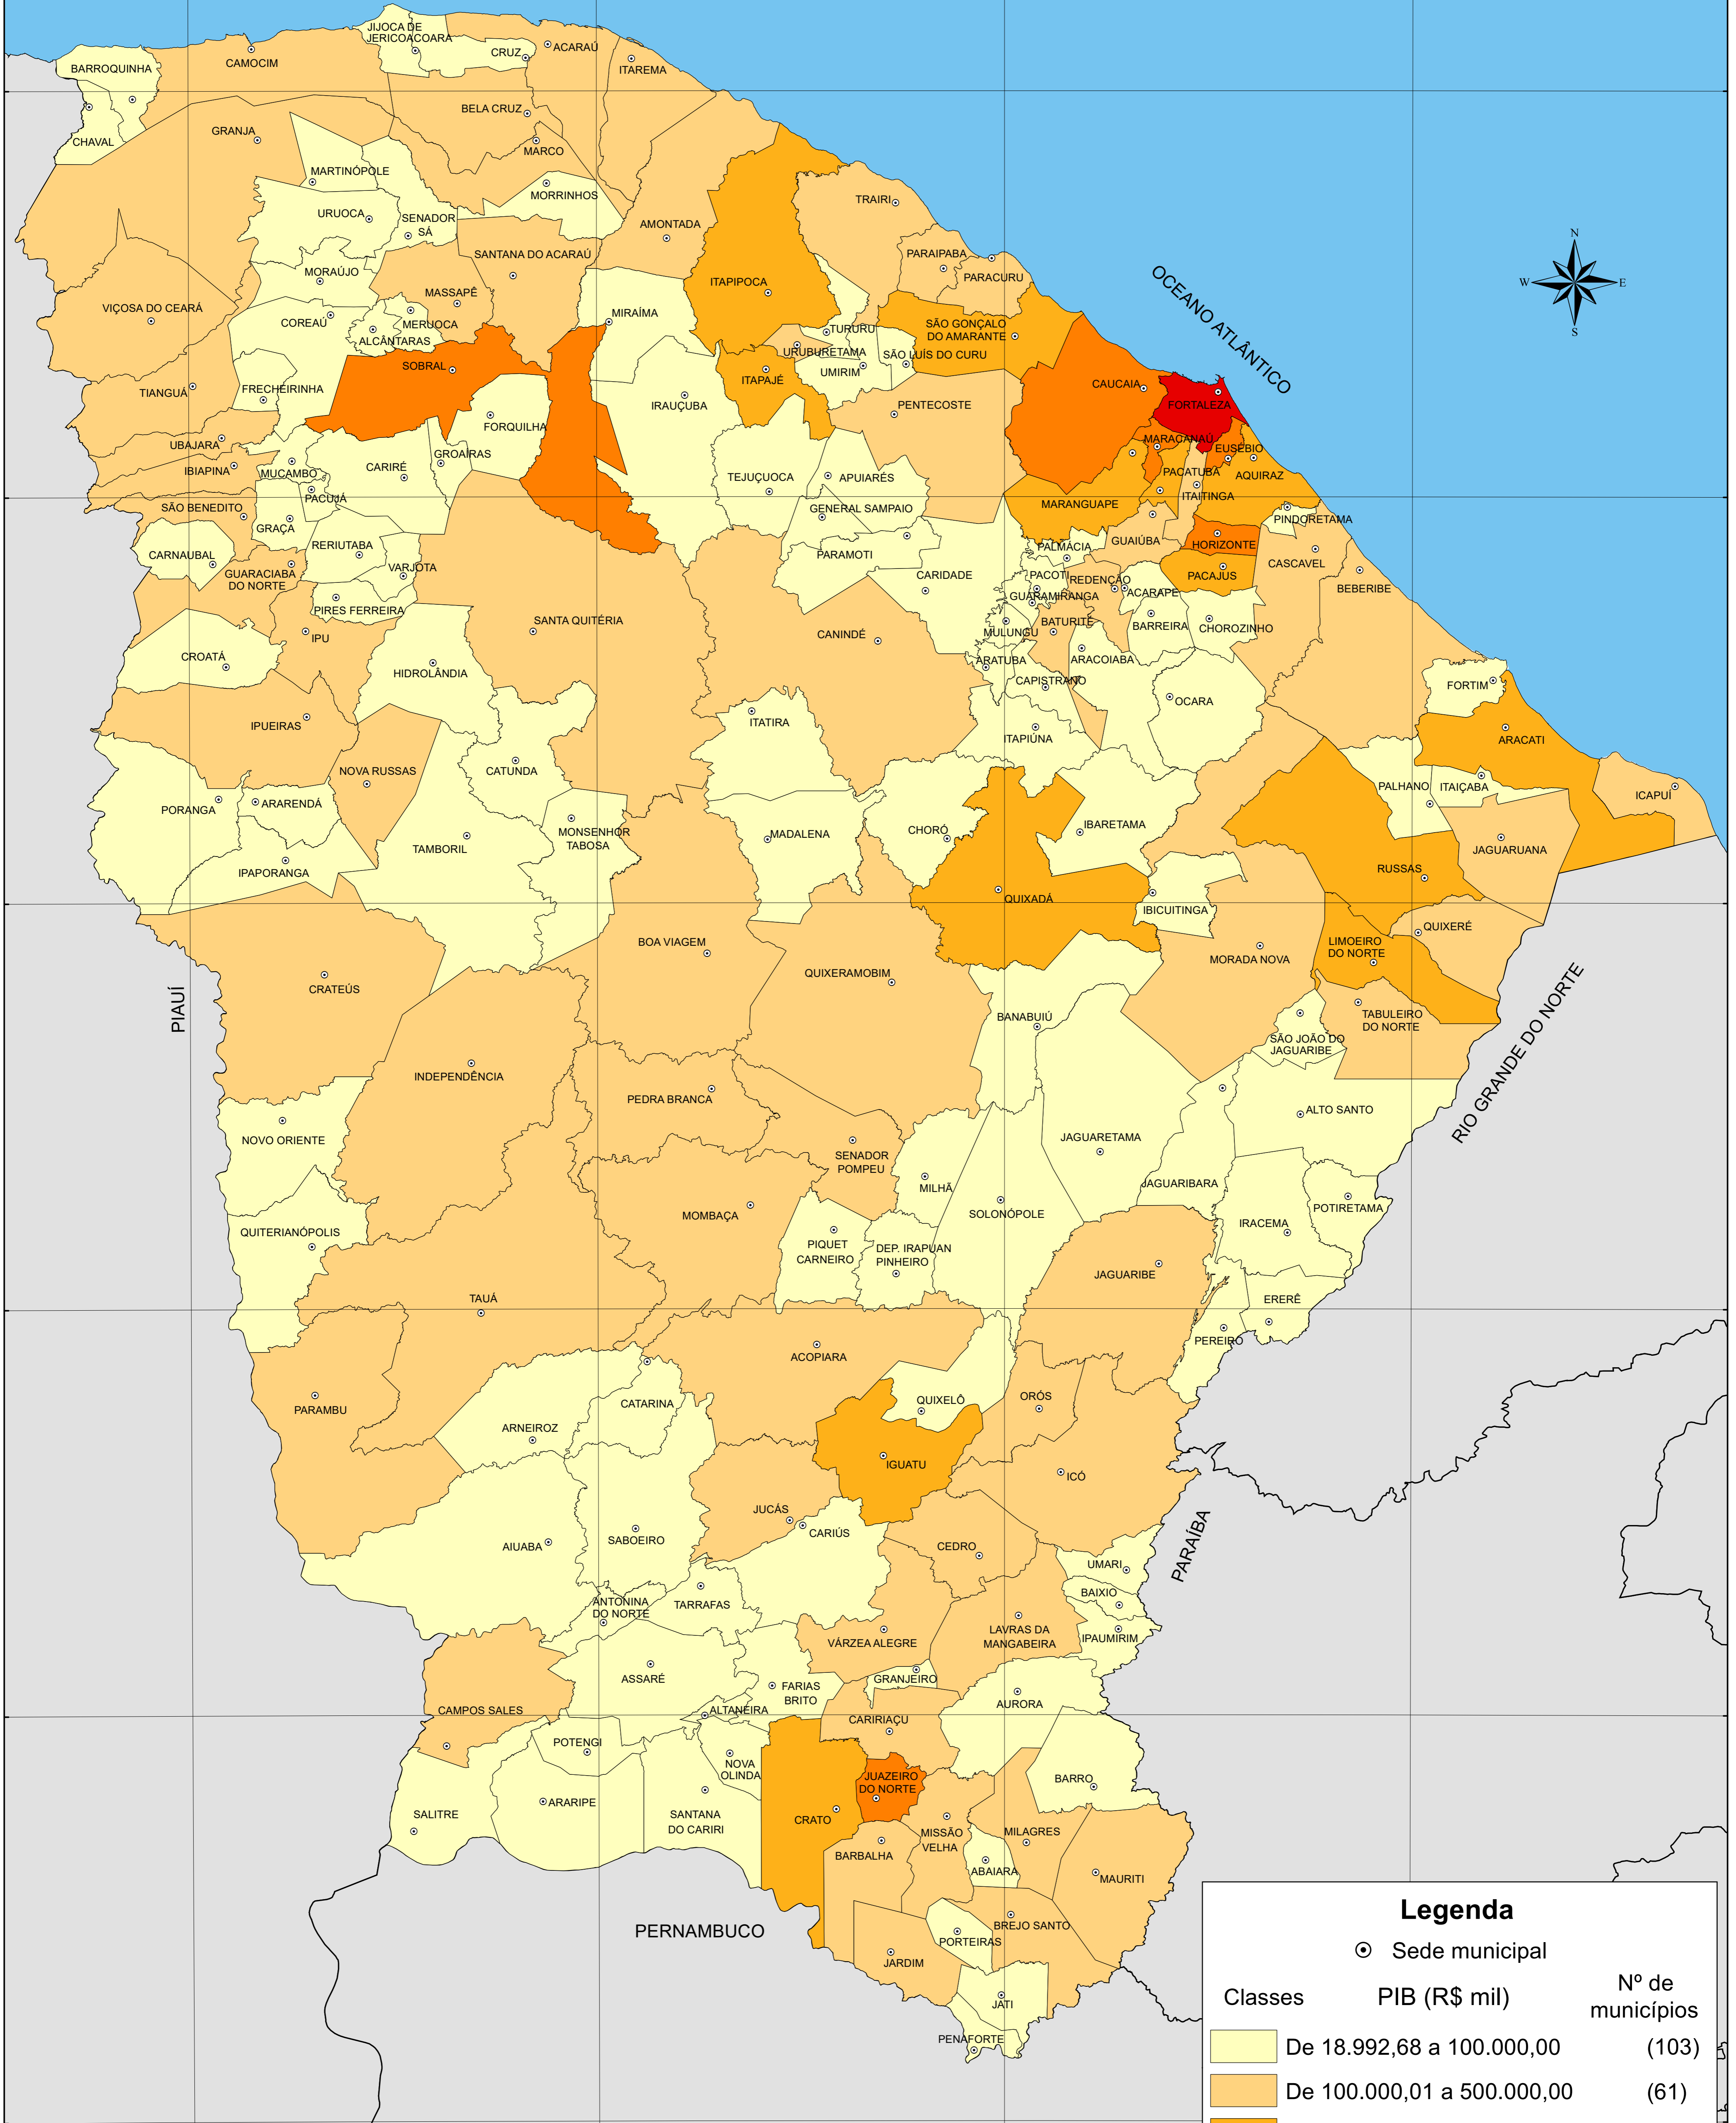 JIJOCA DE
JERICOACOARA
CRUZ
ACARAÚ
BARROQUINHA
CAMOCIM
ITAREMA
BELA CRUZ
CHAVAL
GRANJA
MARCO
MARTINÓPOLE
MORRINHOS
URUOCA
SENADOR
SÁ
TRAIRI
AMONTADA
N
W
E
S
SANTANA DO ACARAÚ
PARAIPABA
PARACURU
MORAÚJO
ITAPIPOCA
MASSAPÊ
OCEANO ATLÂNTICO
VIÇOSA DO CEARÁ
COREAÚ
MERUOCA
MIRAÍMA
ALCÂNTARAS
TURURU
SÃO GONÇALO
DO AMARANTE
URUBURETAMA
SÃO LUÍS DO CURU
SOBRAL
UMIRIM
ITAPAJÉ
CAUCAIA
TIANGUÁ
FRECHEIRINHA
IRAUÇUBA
PENTECOSTE
FORTALEZA
FORQUILHA
UBAJARA
MARACANAÚ
EUSÉBIO
GROAÍRAS
IBIAPINA
MUCAMBO
CARIRÉ
TEJUÇUOCA
APUIARÉS
PACATUBA
AQUIRAZ
PACUJÁ
ITAITINGA
SÃO BENEDITO
GENERAL SAMPAIO
MARANGUAPE
GRAÇA
PINDORETAMA
CARNAUBAL
RERIUTABA
PARAMOTI
PALMÁCIA
GUAIÚBA
HORIZONTE
VARJOTA
CARIDADE
CASCAVEL
GUARACIABA
DO NORTE
PACOTI
REDENÇÃO
PACAJUS
BEBERIBE
PIRES FERREIRA
GUARAMIRANGA
ACARAPE
SANTA QUITÉRIA
IPU
CANINDÉ
MULUNGU
BATURITÉ
BARREIRA
CHOROZINHO
CROATÁ
ARATUBA
ARACOIABA
HIDROLÂNDIA
CAPISTRANO
FORTIM
OCARA
IPUEIRAS
ITATIRA
ITAPIÚNA
ARACATI
NOVA RUSSAS
CATUNDA
PALHANO
ITAIÇABA
ICAPUÍ
PORANGA
ARARENDÁ
MONSENHOR
TABOSA
MADALENA
CHORÓ
IBARETAMA
TAMBORIL
JAGUARUANA
IPAPORANGA
RUSSAS
QUIXADÁ
IBICUITINGA
QUIXERÉ
BOA VIAGEM
LIMOEIRO
DO NORTE
QUIXERAMOBIM
MORADA NOVA
CRATEÚS
PIAUÍ
BANABUIÚ
TABULEIRO
DO NORTE
SÃO JOÃO DO
JAGUARIBE
RIO GRANDE DO NORTE
INDEPENDÊNCIA
PEDRA BRANCA
ALTO SANTO
NOVO ORIENTE
JAGUARETAMA
SENADOR
POMPEU
MILHÃ
JAGUARIBARA
POTIRETAMA
MOMBAÇA
SOLONÓPOLE
IRACEMA
QUITERIANÓPOLIS
PIQUET
CARNEIRO
DEP. IRAPUAN
PINHEIRO
JAGUARIBE
TAUÁ
ERERÊ
PEREIRO
ACOPIARA
PARAMBU
CATARINA
QUIXELÔ
ORÓS
ARNEIROZ
IGUATU
ICÓ
JUCÁS
CARIÚS
SABOEIRO
AIUABA
CEDRO
PARAÍBA
UMARI
BAIXIO
ANTONINA
DO NORTE
TARRAFAS
LAVRAS DA
MANGABEIRA
IPAUMIRIM
VÁRZEA ALEGRE
ASSARÉ
GRANJEIRO
FARIAS
BRITO
AURORA
CAMPOS SALES
ALTANEIRA
CARIRIAÇU
POTENGI
NOVA
OLINDA
JUAZEIRO
DO NORTE
BARRO
SALITRE
ARARIPE
SANTANA
DO CARIRI
CRATO
MISSÃO
VELHA
MILAGRES
BARBALHA
ABAIARA
MAURITI
PERNAMBUCO
BREJO SANTO
PORTEIRAS
JARDIM
JATI
PENAFORTE
Legenda
Sede municipal
Classes PIB (R$ mil) Nº de
municípios
De 18.992,68 a 100.000,00 (103)
De 100.000,01 a 500.000,00 (61)